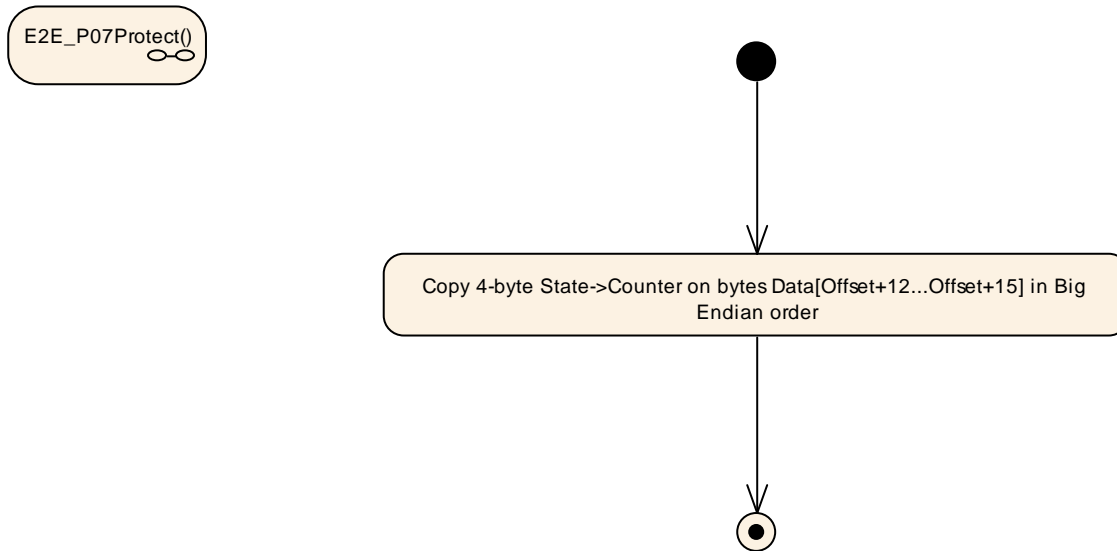 E2E_P07Protect()
Copy 4-byte State->Counter on bytes Data[Offset+12...Offset+15] in Big
Endian order